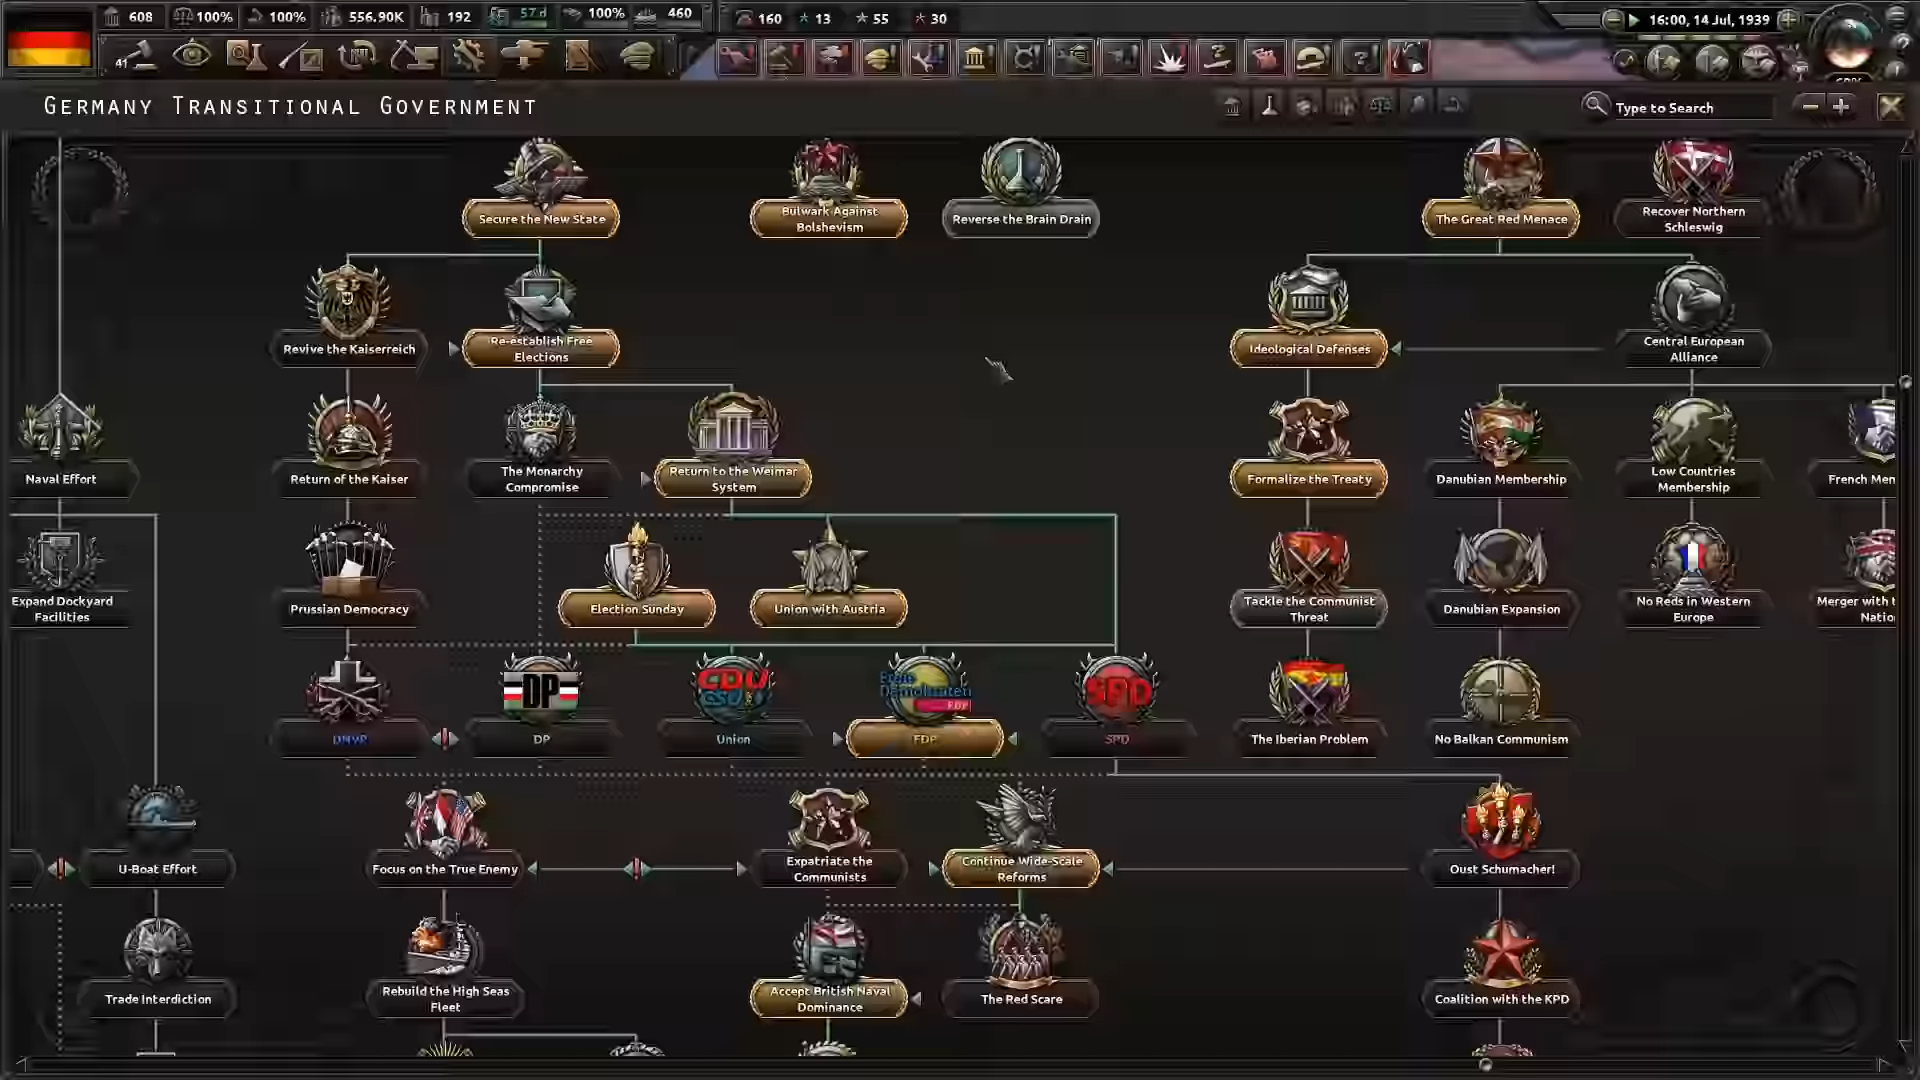 608
100%
100%
556.90K
192
57d
100%
460
160
13
55
30
16:00, 14 Jul, 1939
41
Germany Transitional Government
Type to Search
Secure the New State
Bulwark Against
Bolshevism
Reverse the Brain Drain
The Great Red Menace
Recover Northern
Schleswig
Revive the Kaiserreich
Re-establish Free
Elections
Ideological Defenses
Central European
Alliance
Naval Effort
Return of the Kaiser
The Monarchy
Compromise
Return to the Weimar
System
Formalize the Treaty
Danubian Membership
Low Countries
Membership
French Mem
Expand Dockyard
Facilities
Prussian Democracy
Election Sunday
Union with Austria
Tackle the Communist
Threat
Danubian Expansion
No Reds in Western
Europe
Merger with t
Natio
DP
CDU
CSU
Freie
Demokraten
FDP
SPD
DNVP
DP
Union
FDP
SPD
The Iberian Problem
No Balkan Communism
U-Boat Effort
Focus on the True Enemy
Expatriate the
Communists
Continue Wide-Scale
Reforms
Oust Schumacher!
Trade Interdiction
Rebuild the High Seas
Fleet
Accept British Naval
Dominance
The Red Scare
Coalition with the KPD